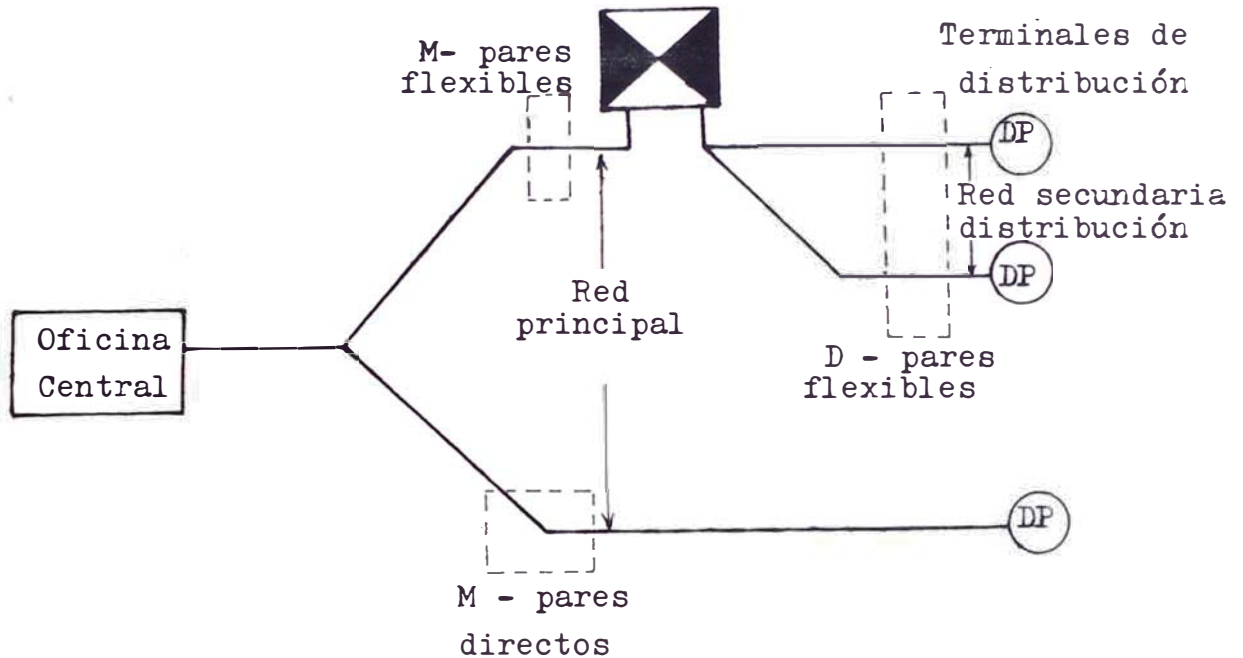 M- pares
flexibles
Terminales de
distribución
DP
Red secundaria
distribución
DP
Red
principal
Oficina
Central
D - pares
flexibles
DP
M - pares
directos